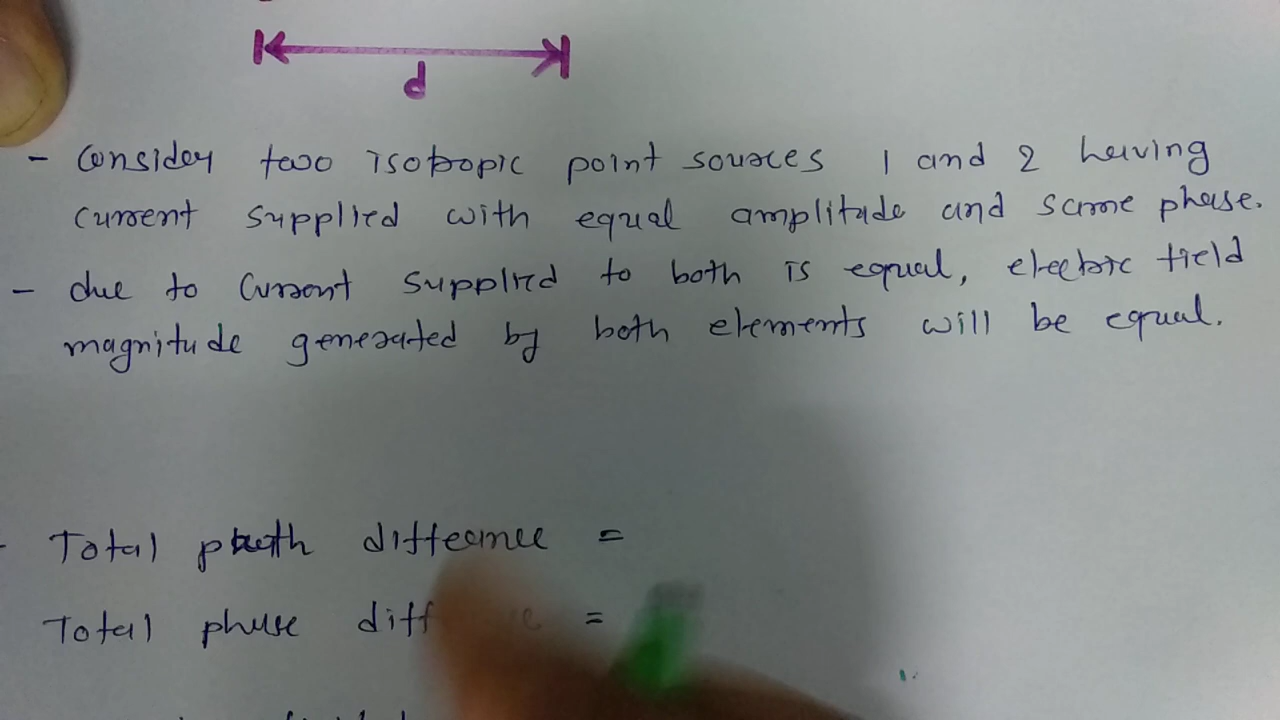 d
- Consider two isotropic point sources 1 and 2 having
current supplied with equal amplitude and same phase.
- due to current supplied to both is equal, electric field
magnitude generated by both elements will be equal.
- Total path differnce =
Total phase diff =